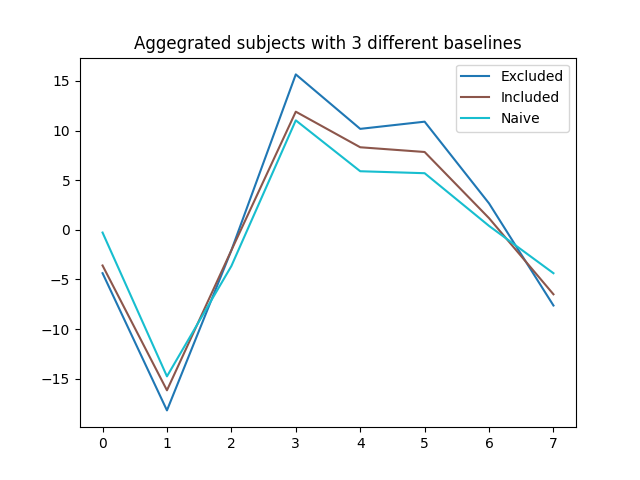 Aggegrated subjects with 3 different baselines
Excluded
Included
Naive
15
10
5
0
−5
−10
−15
0 1 2 3 4 5 6 7